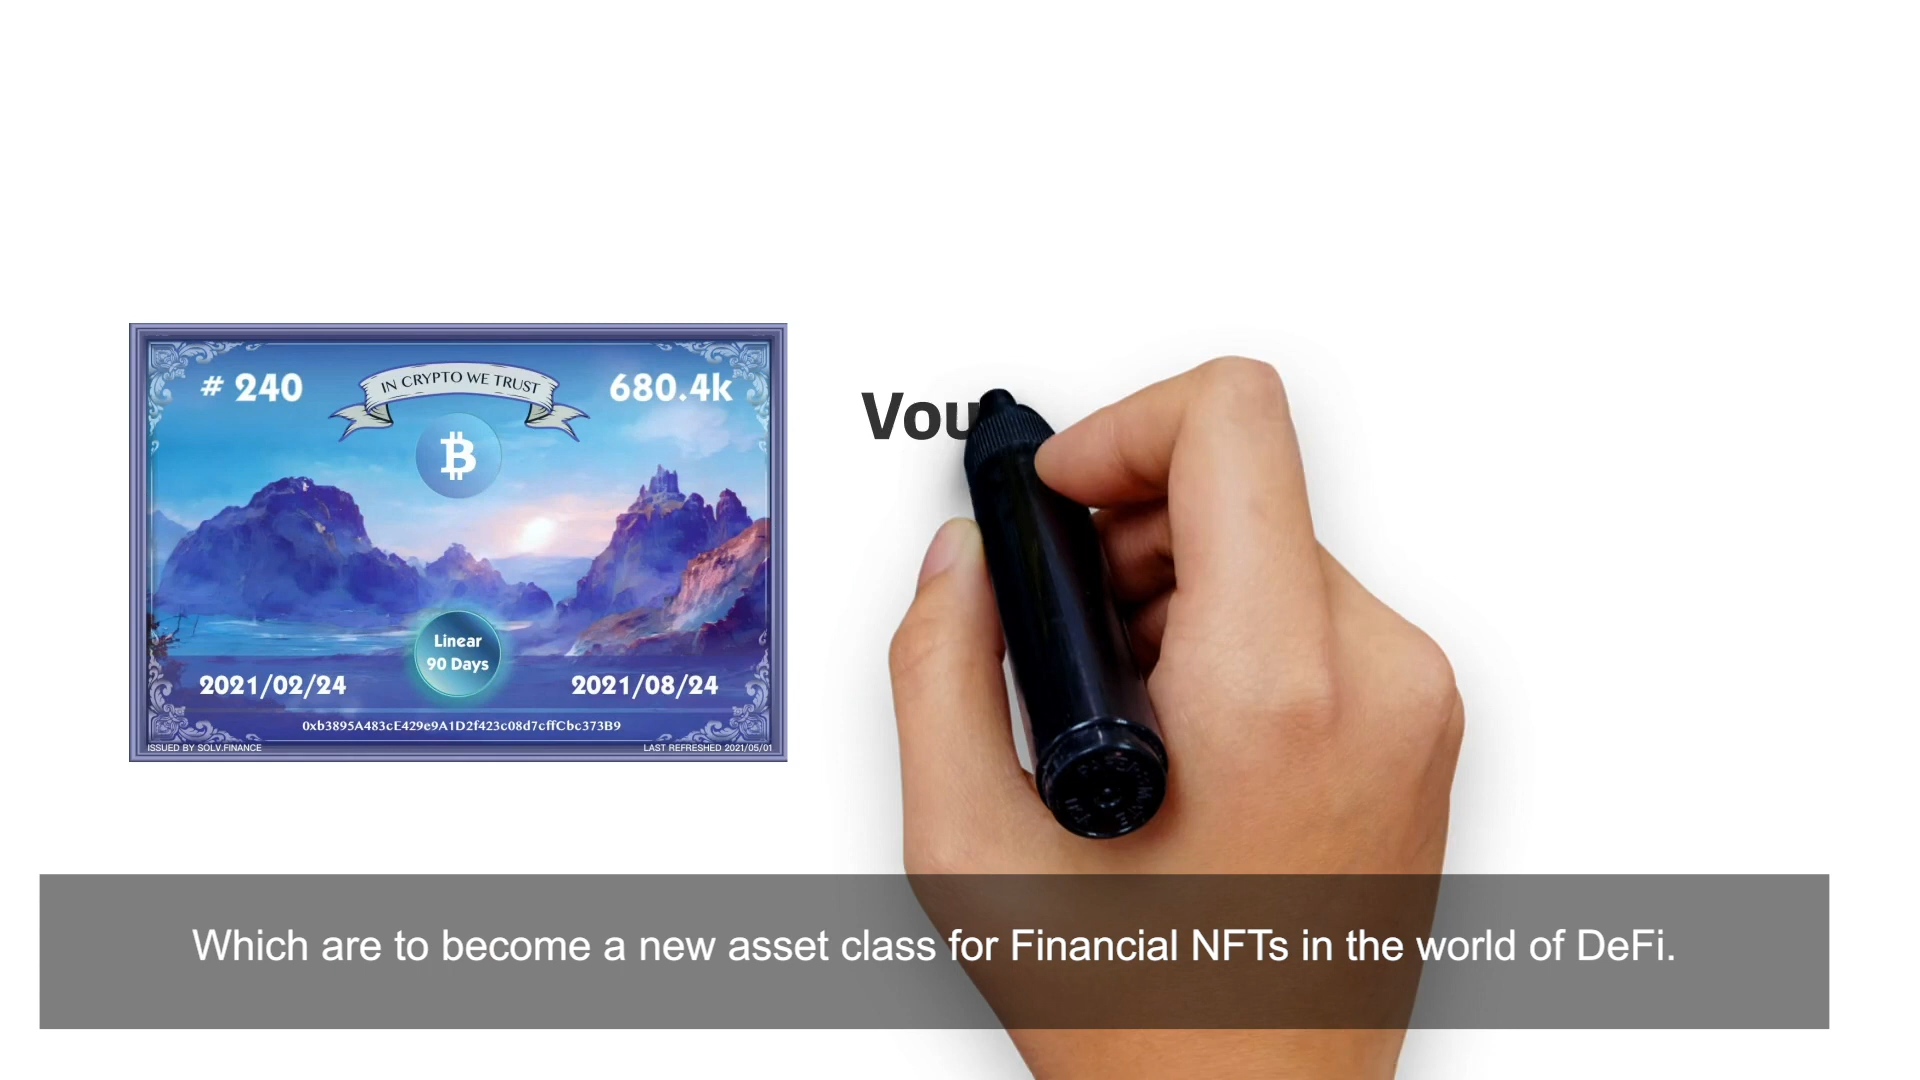 # 240
IN CRYPTO WE TRUST
680.4k
Vou
Linear
90 Days
2021/02/24
2021/08/24
0xb3895A483cE429e9A1D2f423c08d7cffCbc373B9
ISSUED BY SOLV.FINANCE
LAST REFRESHED 2021/05/01
Which are to become a new asset class for Financial NFTs in the world of DeFi.